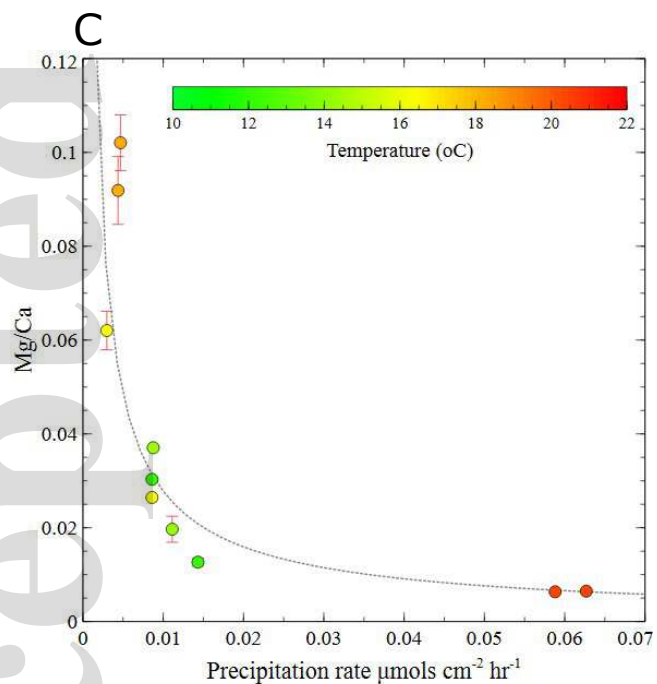 C
0.12
0.1
0.08
0.06
0.04
0.02
0
Mg/Ca
10 12 14 16 18 20 22
Temperature (oC)
0 0.01 0.02 0.03 0.04 0.05 0.06 0.07
Precipitation rate µmols cm⁻² hr⁻¹